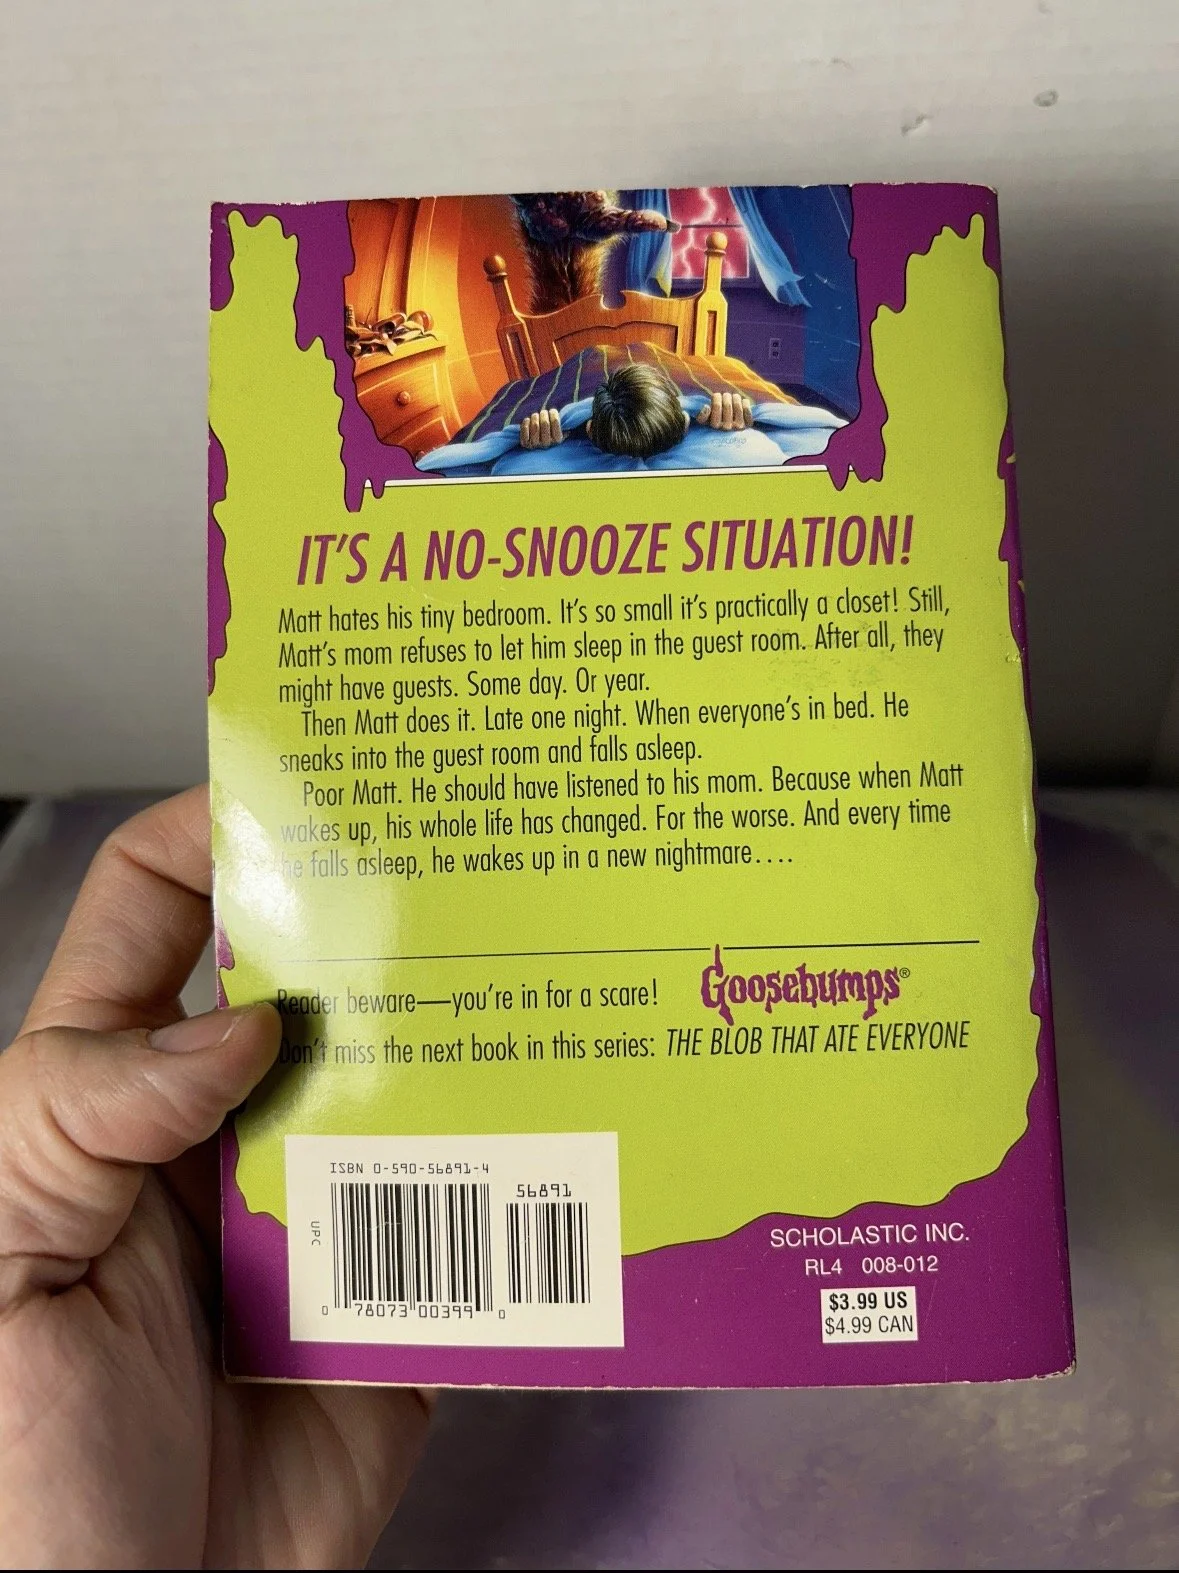 IT'S A NO-SNOOZE SITUATION!
Matt hates his tiny bedroom. It's so small it's practically a closet! Still,
Matt's mom refuses to let him sleep in the guest room. After all, they
might have guests. Some day. Or year.
Then Matt does it. Late one night. When everyone's in bed. He
sneaks into the guest room and falls asleep.
Poor Matt. He should have listened to his mom. Because when Matt
wakes up, his whole life has changed. For the worse. And every time
he falls asleep, he wakes up in a new nightmare....
Reader beware—you're in for a scare! Goosebumps®
Don't miss the next book in this series: THE BLOB THAT ATE EVERYONE
ISBN 0-590-56891-4
56891
UPC
0 78073 00399 0
SCHOLASTIC INC.
RL4 008-012
$3.99 US
$4.99 CAN